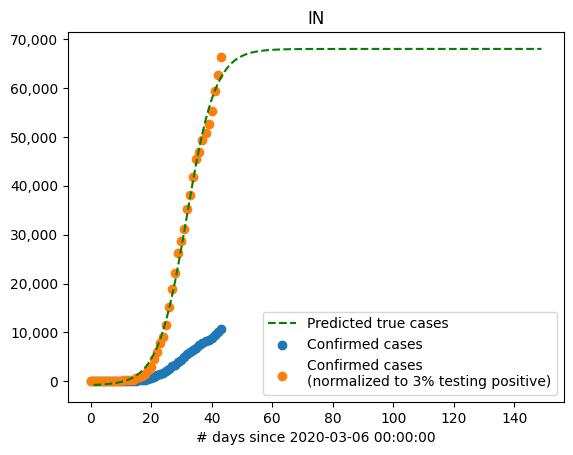 IN
70,000
60,000
50,000
40,000
30,000
20,000
10,000
0
Predicted true cases
Confirmed cases
Confirmed cases
(normalized to 3% testing positive)
0 20 40 60 80 100 120 140
# days since 2020-03-06 00:00:00